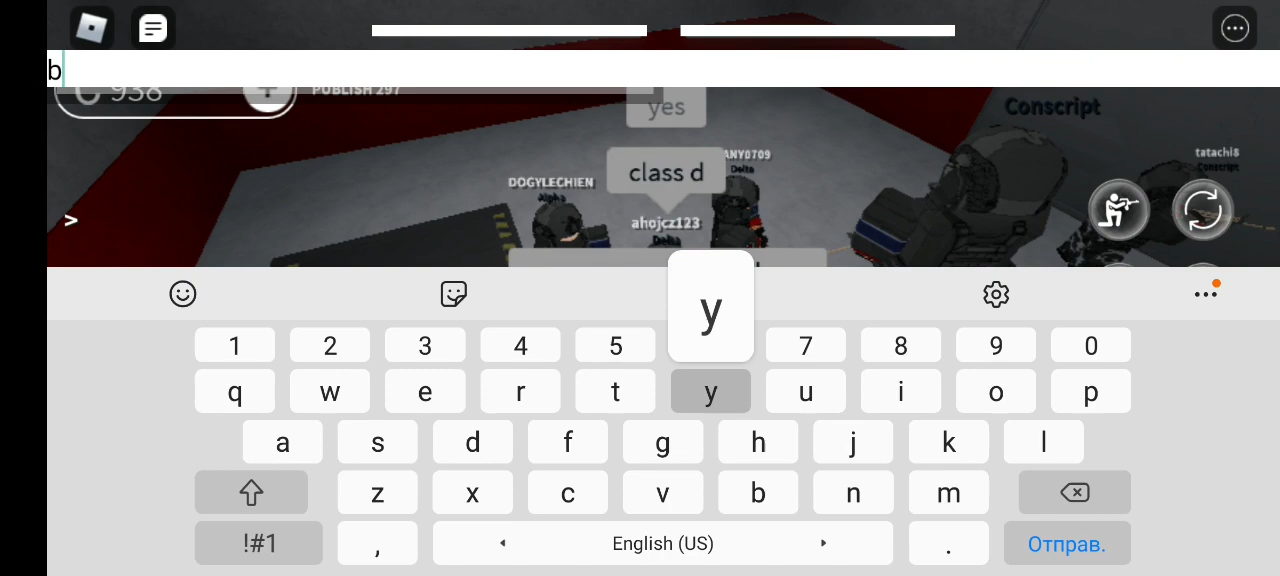 b
938
PUBLISH 297
yes
Conscript
class d
ANY0709
Delta
tatachi8
Conscript
DOGYLECHIEN
Alpha
>
ahojcz123
Delta
y
1 2 3 4 5 7 8 9 0
q w e r t y u i o p
a s d f g h j k l
z x c v b n m
!#1 , English (US) . Отправ.